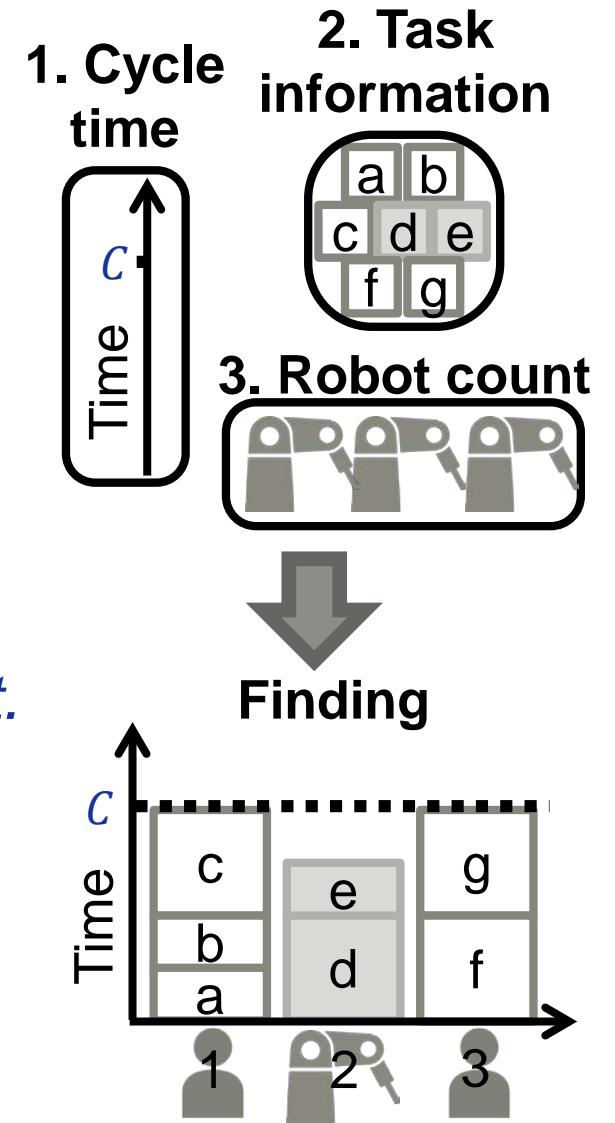 1. Cycle
time
2. Task
information
C
Time
a b
c d e
f g
3. Robot count
t.
Finding
C
Time
c
b
a
e
d
g
f
1 2 3